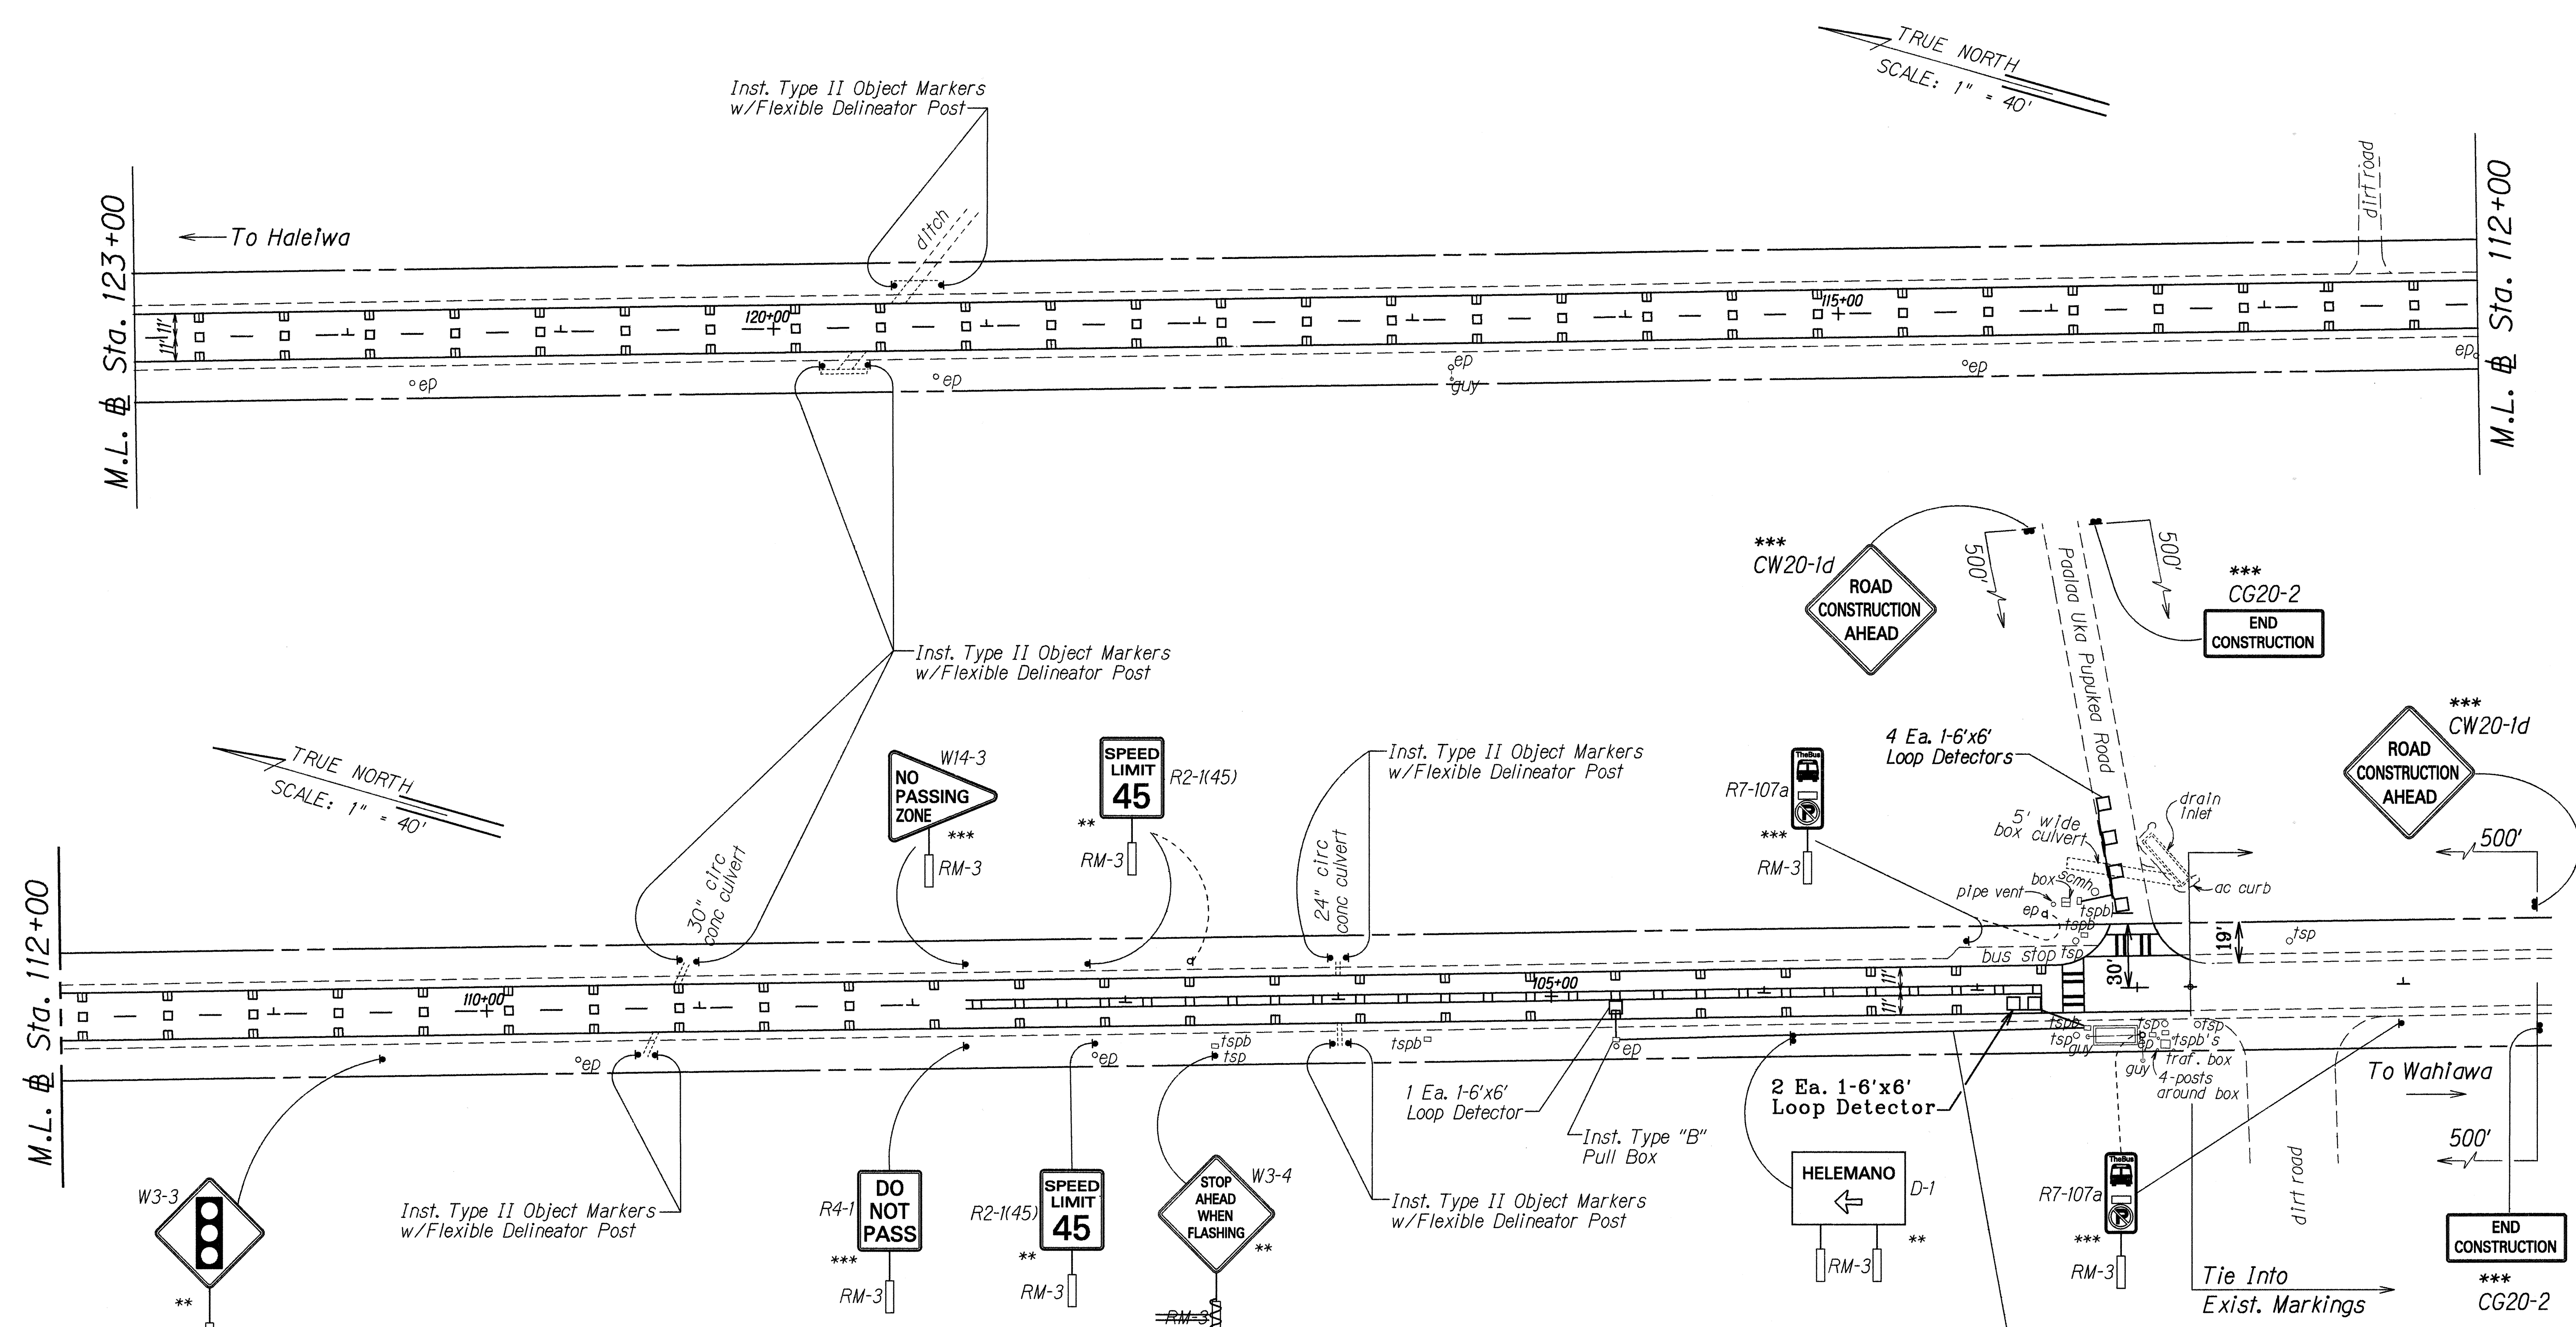 TRUE NORTH
SCALE: 1" = 40'
Inst. Type II Object Markers
w/Flexible Delineator Post
ditch
dirt road
M.L. B Sta. 123+00
To Haleiwa
120+00
115+00
11'
11'
ep
ep
ep
guy
ep
ep
M.L. B Sta. 112+00
Inst. Type II Object Markers
w/Flexible Delineator Post
***
CW20-1d
ROAD
CONSTRUCTION
AHEAD
500'
Paalaa Uka Pupukea Road
500'
***
CG20-2
END
CONSTRUCTION
TRUE NORTH
SCALE: 1" = 40'
NO
PASSING
ZONE
W14-3
***
RM-3
SPEED
LIMIT
45
R2-1(45)
**
RM-3
Inst. Type II Object Markers
w/Flexible Delineator Post
30" circ
conc culvert
24" circ
conc culvert
TheBus
R7-107a
***
RM-3
4 Ea. 1-6'x6'
Loop Detectors
5' wide
box culvert
drain
inlet
ac curb
box
scmh
pipe vent
ep
tspb
tspb
bus stop
tsp
30'
19'
tsp
***
CW20-1d
ROAD
CONSTRUCTION
AHEAD
500'
M.L. B Sta. 112+00
110+00
105+00
11'
11'
ep
ep
tspb
tsp
tspb
ep
tspb
tsp
guy
tsp
ep
tsp
tspb's
traf. box
guy
4-posts
around box
To Wahiawa
W3-3
**
Inst. Type II Object Markers
w/Flexible Delineator Post
R4-1
DO
NOT
PASS
***
RM-3
R2-1(45)
SPEED
LIMIT
45
**
RM-3
STOP
AHEAD
WHEN
FLASHING
W3-4
**
RM-3
Inst. Type II Object Markers
w/Flexible Delineator Post
1 Ea. 1-6'x6'
Loop Detector
Inst. Type "B"
Pull Box
2 Ea. 1-6'x6'
Loop Detector
HELEMANO
D-1
**
RM-3
TheBus
R7-107a
***
RM-3
dirt road
Tie Into
Exist. Markings
500'
END
CONSTRUCTION
***
CG20-2